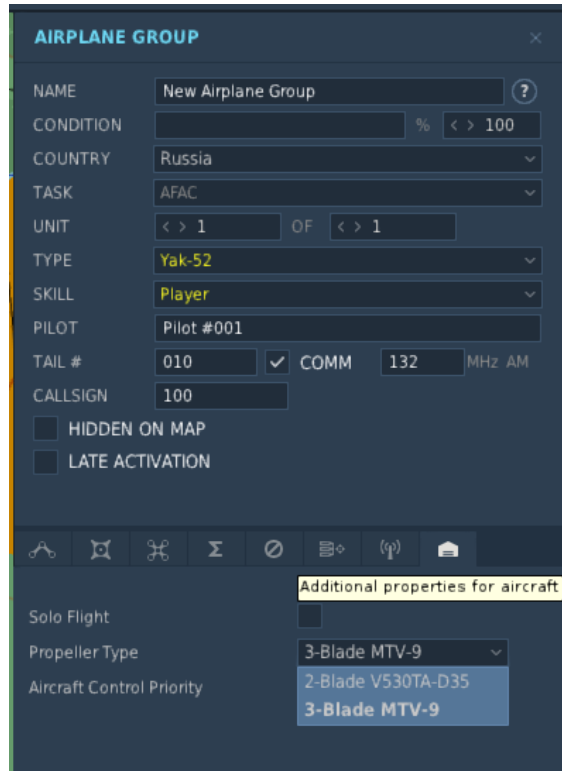 AIRPLANE GROUP ×
NAME New Airplane Group ?
CONDITION % < > 100
COUNTRY Russia
TASK AFAC
UNIT < > 1 OF < > 1
TYPE Yak-52
SKILL Player
PILOT Pilot #001
TAIL # 010 COMM 132 MHz AM
CALLSIGN 100
HIDDEN ON MAP
LATE ACTIVATION
Σ
Additional properties for aircraft
Solo Flight
Propeller Type 3-Blade MTV-9
Aircraft Control Priority 2-Blade V530TA-D35
3-Blade MTV-9